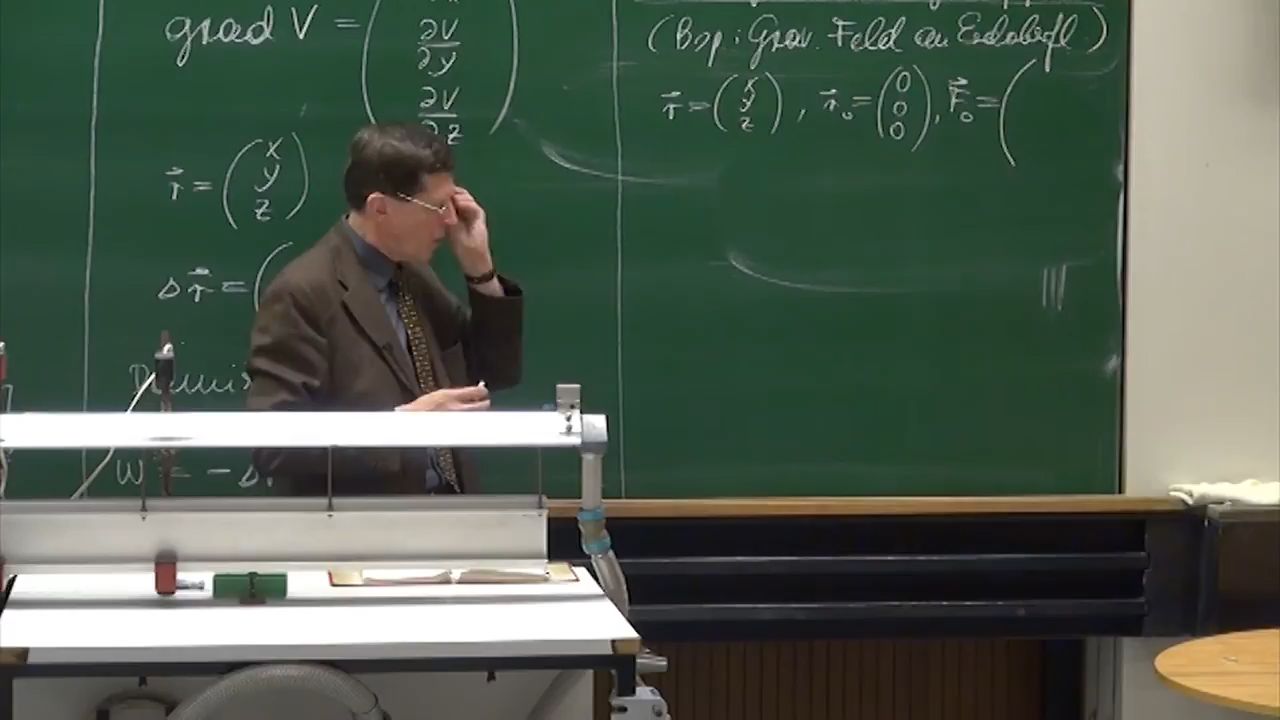 grad V = ( ∂V/∂y ∂V/∂z )
r⃗ = ( x y z )
Δr⃗ = (
W = - Δ
(Bsp: Grav. Feld an Erdobfl.)
r⃗ = ( x y z ), r⃗₀ = ( 0 0 0 ), F⃗₀ = (